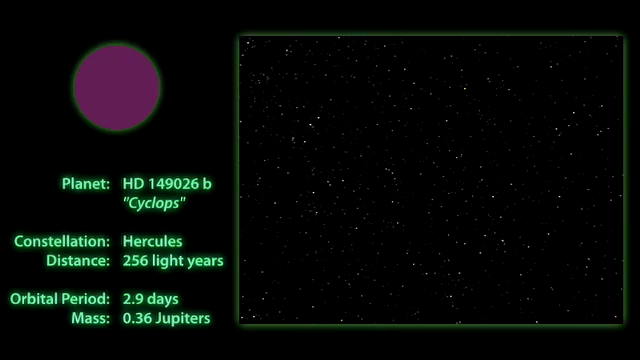 Planet: HD 149026 b
"Cyclops"
Constellation: Hercules
Distance: 256 light years
Orbital Period: 2.9 days
Mass: 0.36 Jupiters